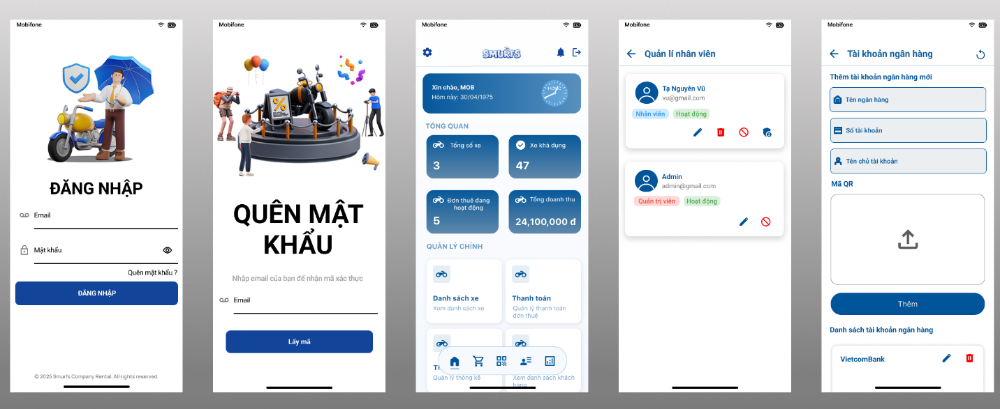 Mobifone
ĐĂNG NHẬP
Email
Mật khẩu
Quên mật khẩu ?
ĐĂNG NHẬP
© 2025 Smurfs Company Rental. All rights reserved.
Mobifone
%
QUÊN MẬT
KHẨU
Nhập email của bạn để nhận mã xác thực
Email
Lấy mã
Mobifone
SMURFS
Xin chào, MOB
Hôm này: 30/04/1975
TỔNG QUAN
Tổng số xe
3
Xe khả dụng
47
Đơn thuê đang
hoạt động
5
Tổng doanh thu
24,100,000 đ
QUẢN LÝ CHÍNH
Danh sách xe
Xem danh sách xe
Thanh toán
Quản lý thanh toán
đơn thuê
Quản lý thống kê
Xem danh sách khách
hàng
Mobifone
Quản lí nhân viên
Tạ Nguyên Vũ
vu@gmail.com
Nhân viên
Hoạt động
Admin
admin@gmail.com
Quản trị viên
Hoạt động
Mobifone
Tài khoản ngân hàng
Thêm tài khoản ngân hàng mới
Tên ngân hàng
Số tài khoản
Tên chủ tài khoản
Mã QR
Thêm
Danh sách tài khoản ngân hàng
VietcomBank